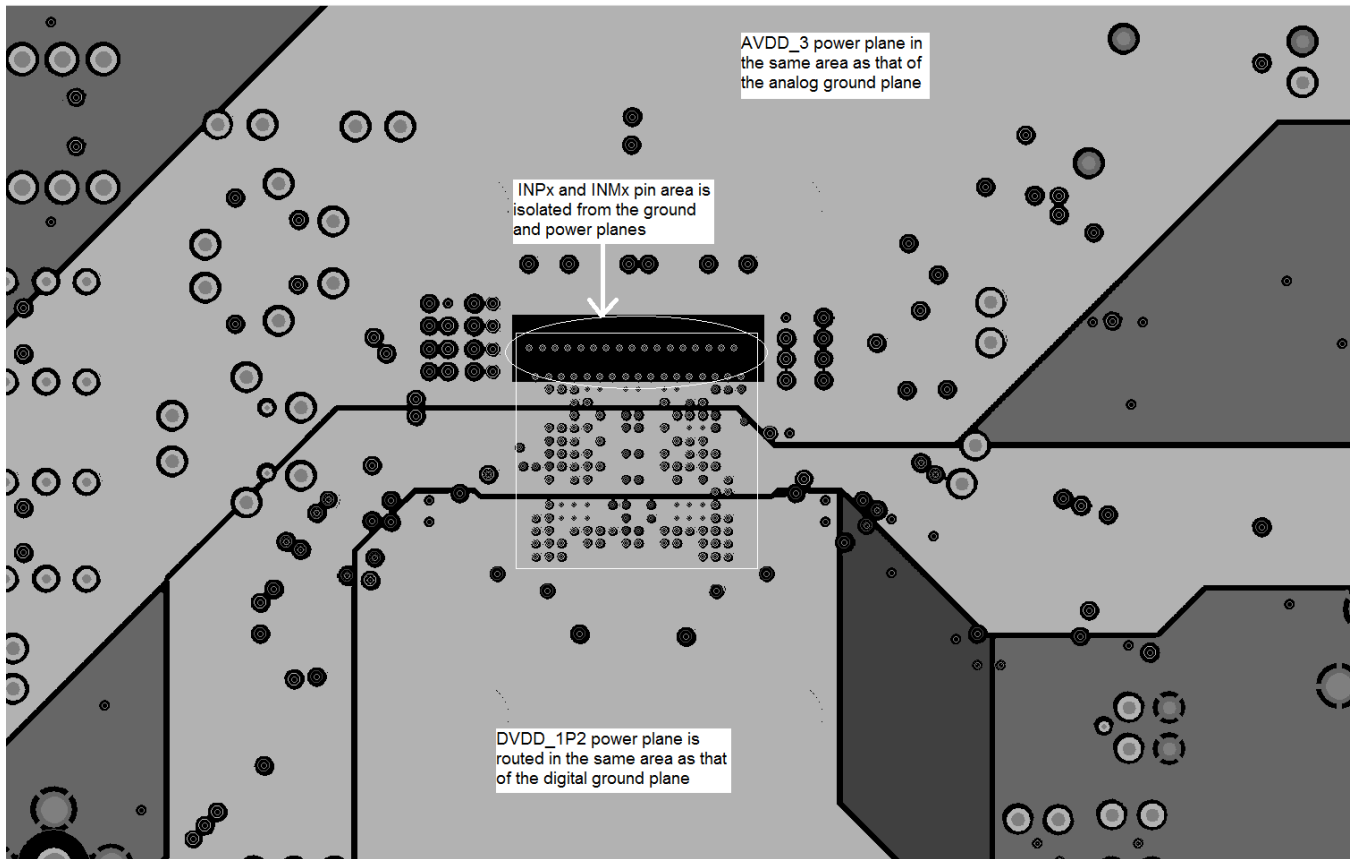 AVDD_3 power plane in
the same area as that of
the analog ground plane
INPx and INMx pin area is
isolated from the ground
and power planes
DVDD_1P2 power plane is
routed in the same area as that
of the digital ground plane